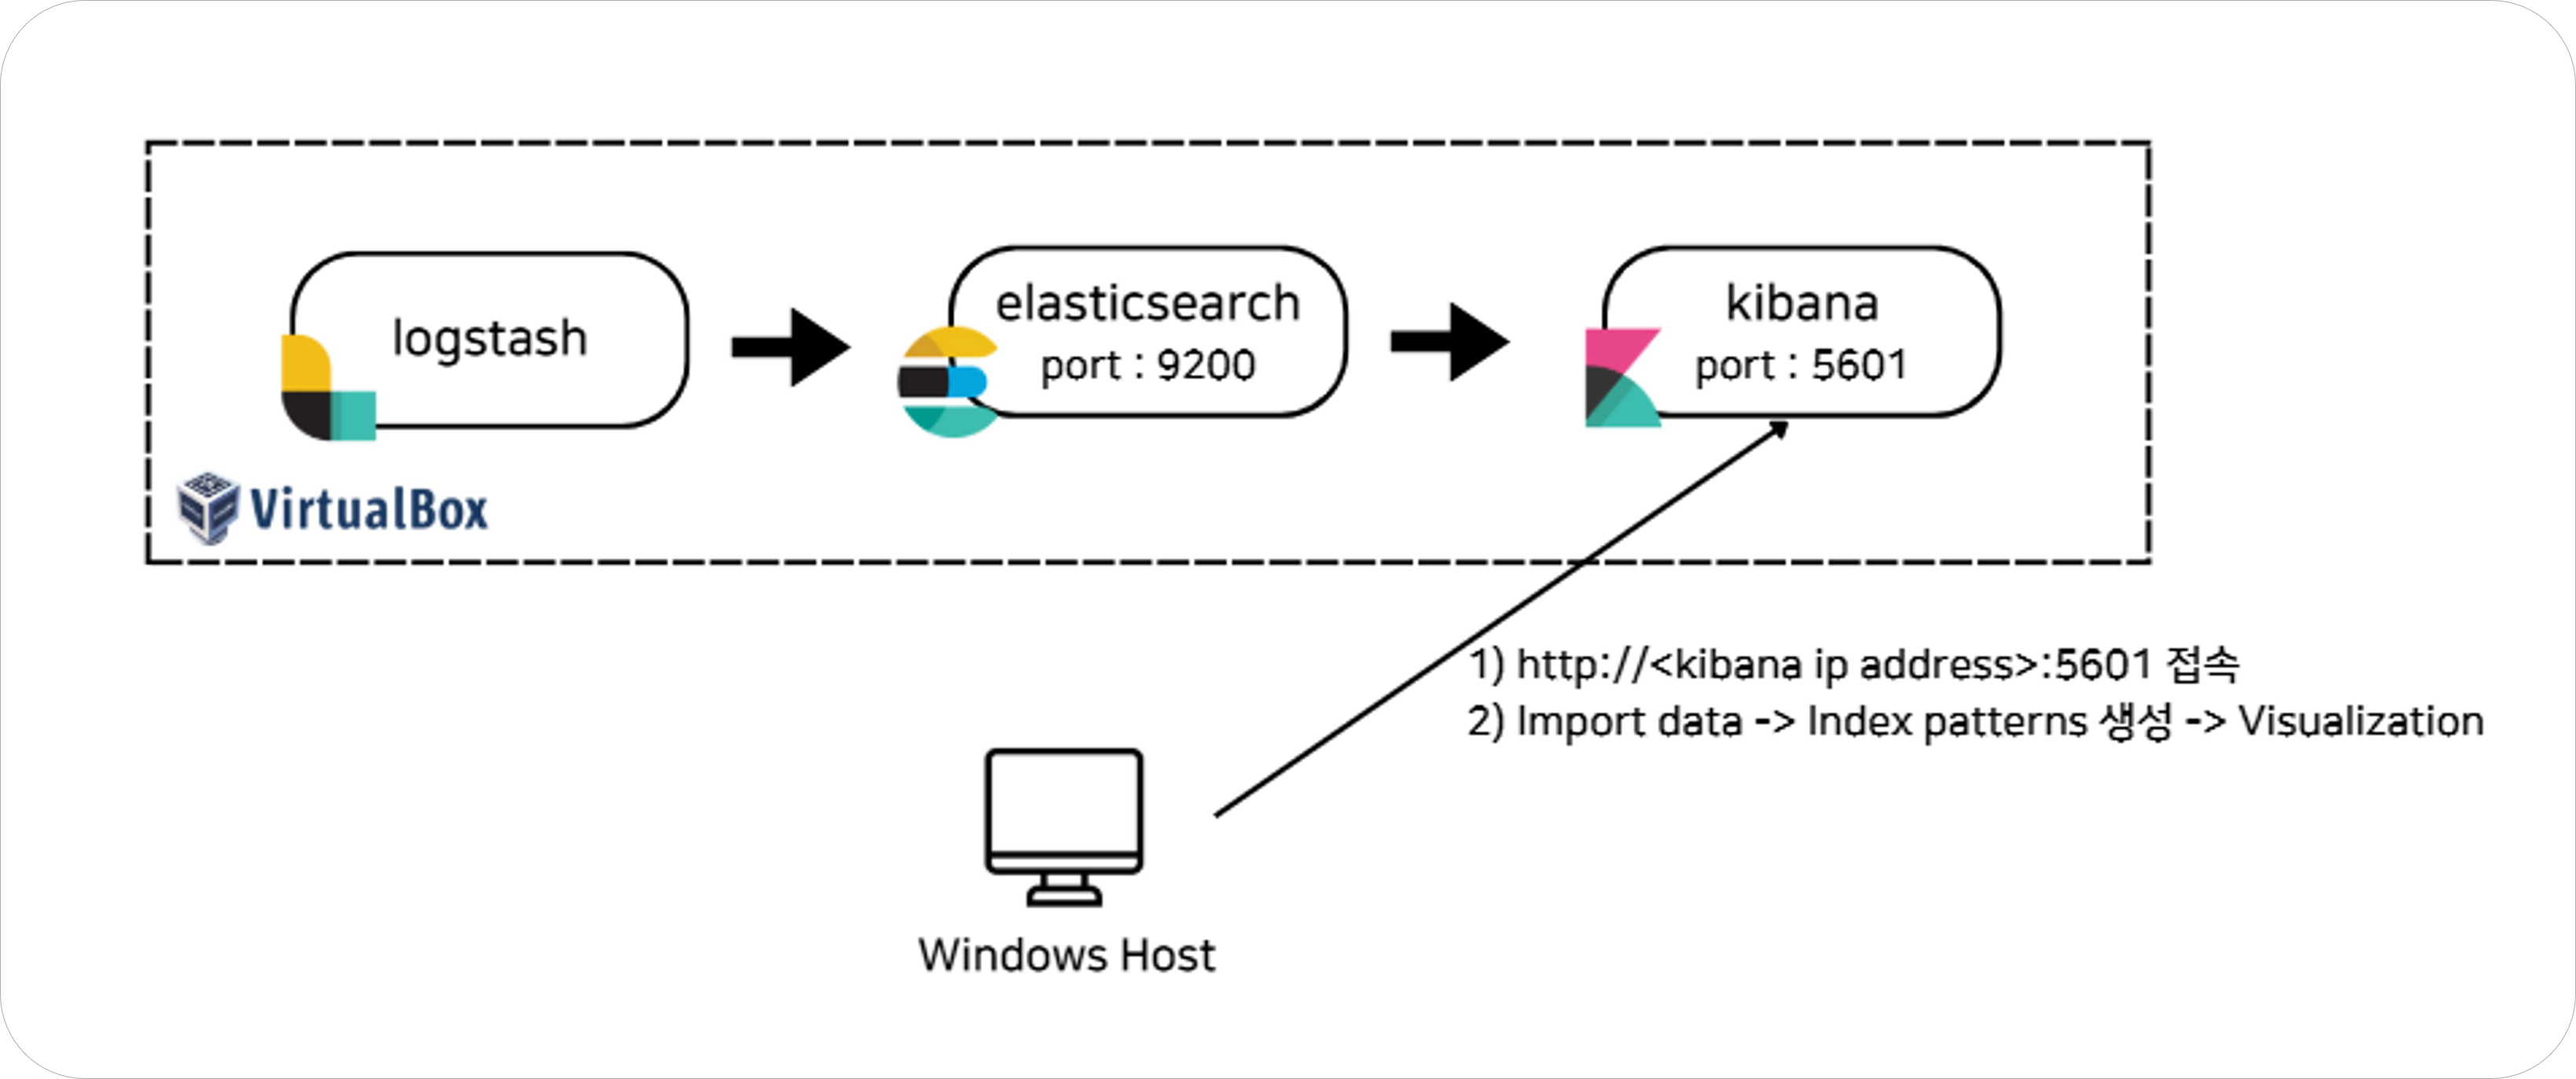 logstash
elasticsearch
port : 9200
kibana
port : 5601
VirtualBox
1) http://<kibana ip address>:5601 접속
2) Import data -> Index patterns 생성 -> Visualization
Windows Host